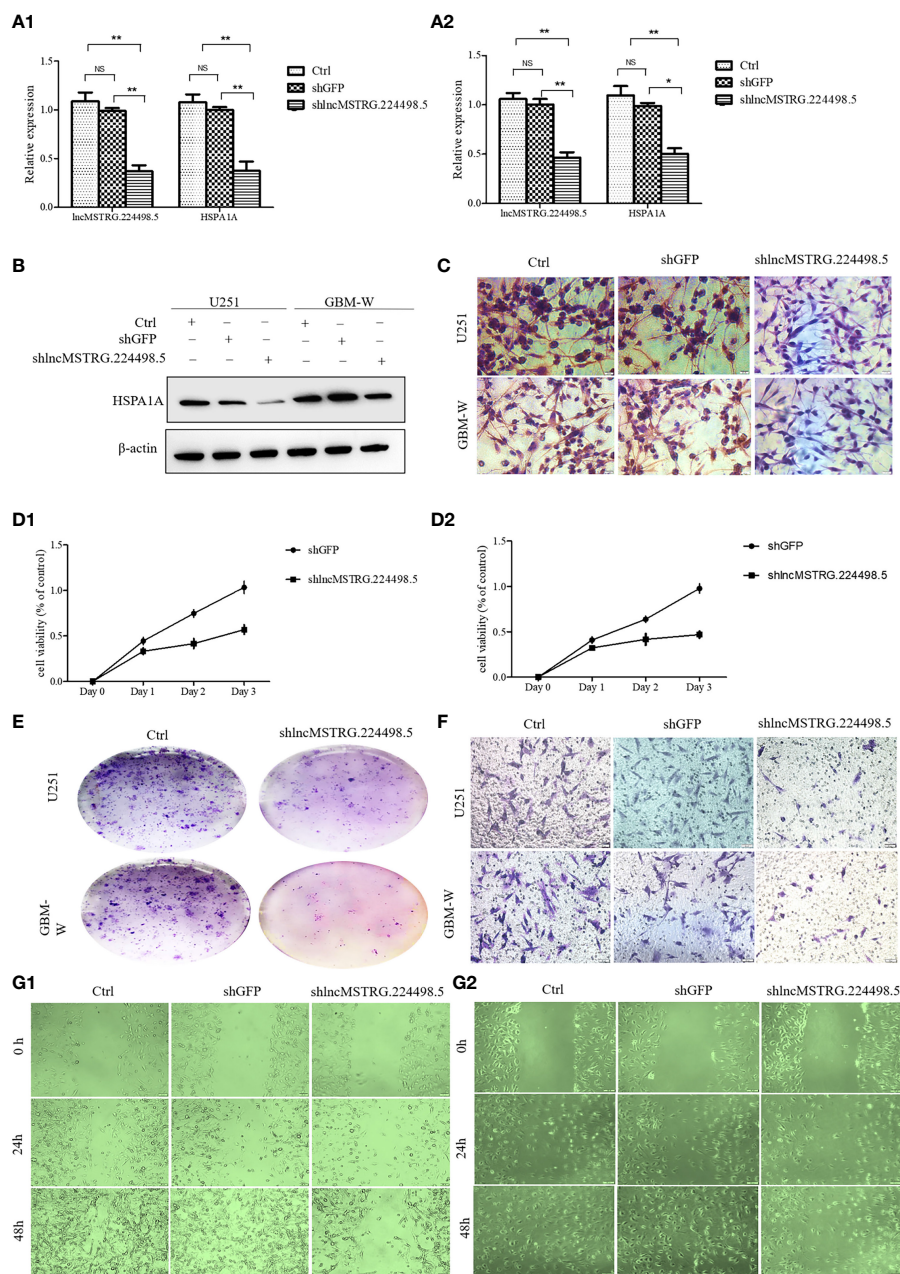 A1
**
**
NS
**
NS
**
Ctrl
shGFP
shlncMSTRG.224498.5
Relative expression
1.5
1.0
0.5
0.0
lncMSTRG.224498.5
HSPA1A
A2
**
**
NS
**
NS
*
Ctrl
shGFP
shlncMSTRG.224498.5
Relative expression
1.5
1.0
0.5
0.0
lncMSTRG.224498.5
HSPA1A
B
U251 GBM-W
Ctrl + – – + – –
shGFP – + – – + –
shlncMSTRG.224498.5 – – + – – +
HSPA1A
β-actin
C
Ctrl shGFP shlncMSTRG.224498.5
U251
GBM-W
D1
cell viability (% of control)
1.5
1.0
0.5
0.0
Day 0 Day 1 Day 2 Day 3
shGFP
shlncMSTRG.224498.5
D2
cell viability (% of control)
1.5
1.0
0.5
0.0
Day 0 Day 1 Day 2 Day 3
shGFP
shlncMSTRG.224498.5
E
Ctrl shlncMSTRG.224498.5
U251
GBM-
W
F
Ctrl shGFP shlncMSTRG.224498.5
U251
GBM-W
G1
Ctrl shGFP shlncMSTRG.224498.5
0 h
24h
48h
G2
Ctrl shGFP shlncMSTRG.224498.5
0h
24h
48h